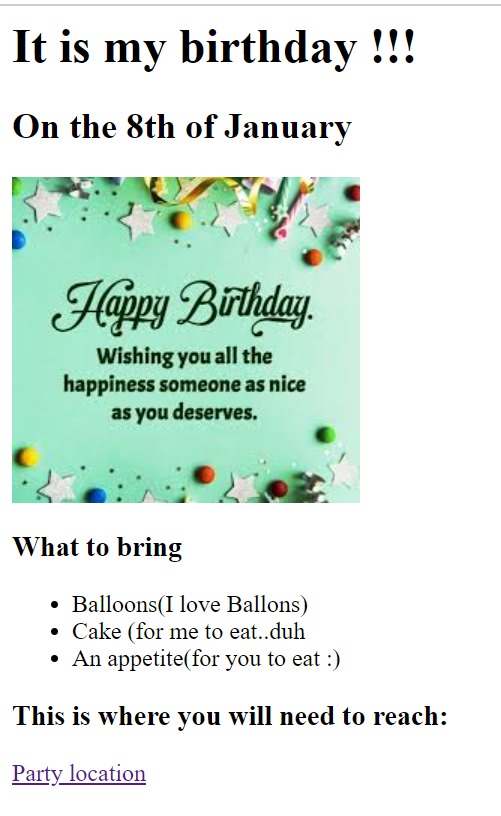 It is my birthday !!!
On the 8th of January
Happy Birthday.
Wishing you all the
happiness someone as nice
as you deserves.
What to bring
Balloons(I love Ballons)
Cake (for me to eat..duh
An appetite(for you to eat :)
This is where you will need to reach:
Party location